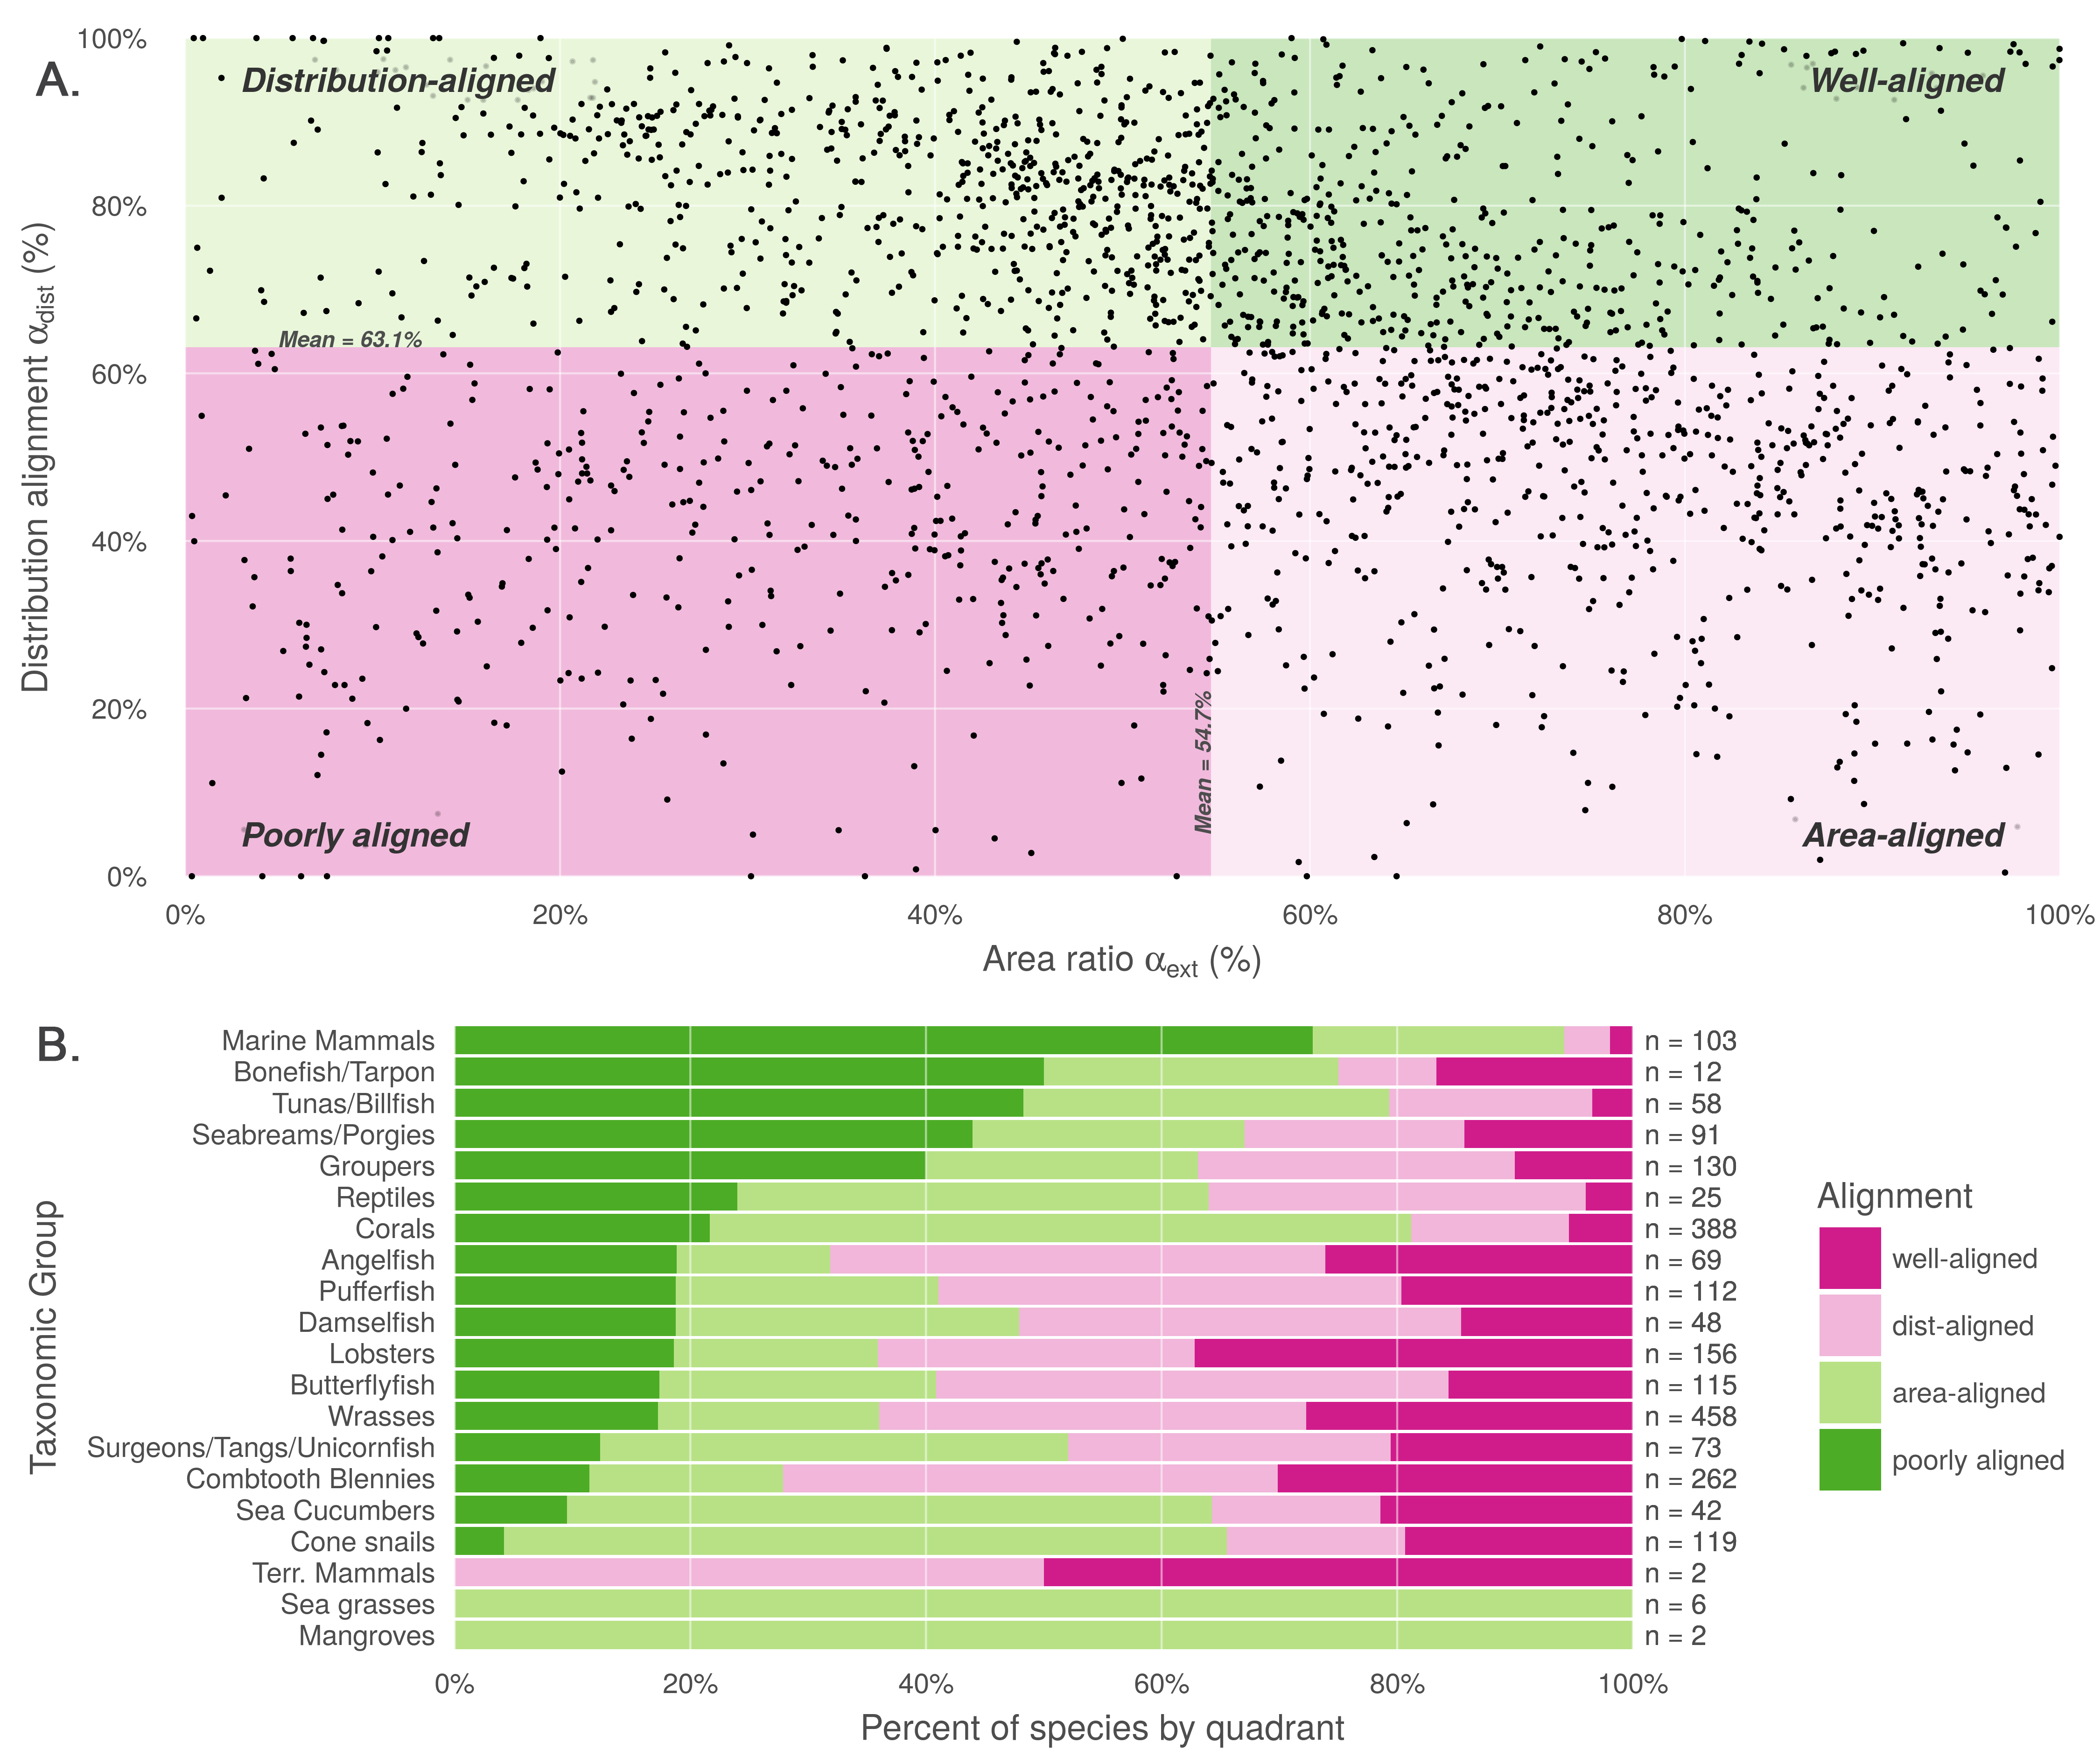 A.
Distribution alignment αdist (%)
100%
80%
60%
40%
20%
0%
Distribution-aligned
Well-aligned
Mean = 63.1%
Mean = 54.7%
Poorly aligned
Area-aligned
0% 20% 40% 60% 80% 100%
Area ratio αext (%)
B.
Taxonomic Group
Marine Mammals n = 103
Bonefish/Tarpon n = 12
Tunas/Billfish n = 58
Seabreams/Porgies n = 91
Groupers n = 130
Reptiles n = 25
Corals n = 388
Angelfish n = 69
Pufferfish n = 112
Damselfish n = 48
Lobsters n = 156
Butterflyfish n = 115
Wrasses n = 458
Surgeons/Tangs/Unicornfish n = 73
Combtooth Blennies n = 262
Sea Cucumbers n = 42
Cone snails n = 119
Terr. Mammals n = 2
Sea grasses n = 6
Mangroves n = 2
0% 20% 40% 60% 80% 100%
Percent of species by quadrant
Alignment
well-aligned
dist-aligned
area-aligned
poorly aligned